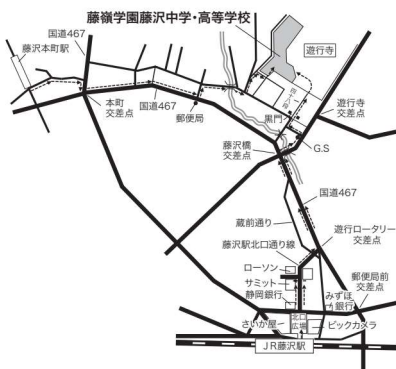 藤嶺学園藤沢中学・高等学校
国道467
藤沢本町駅
遊行寺
本町
交差点
国道467
郵便局
黒門
遊行寺
交差点
藤沢橋
交差点
G.S
国道467
蔵前通り
遊行ロータリー
交差点
藤沢駅北口通り線
ローソン
サミット
静岡銀行
みずほ
銀行
郵便局前
交差点
さいか屋
北口
広場
ビックカメラ
JR藤沢駅